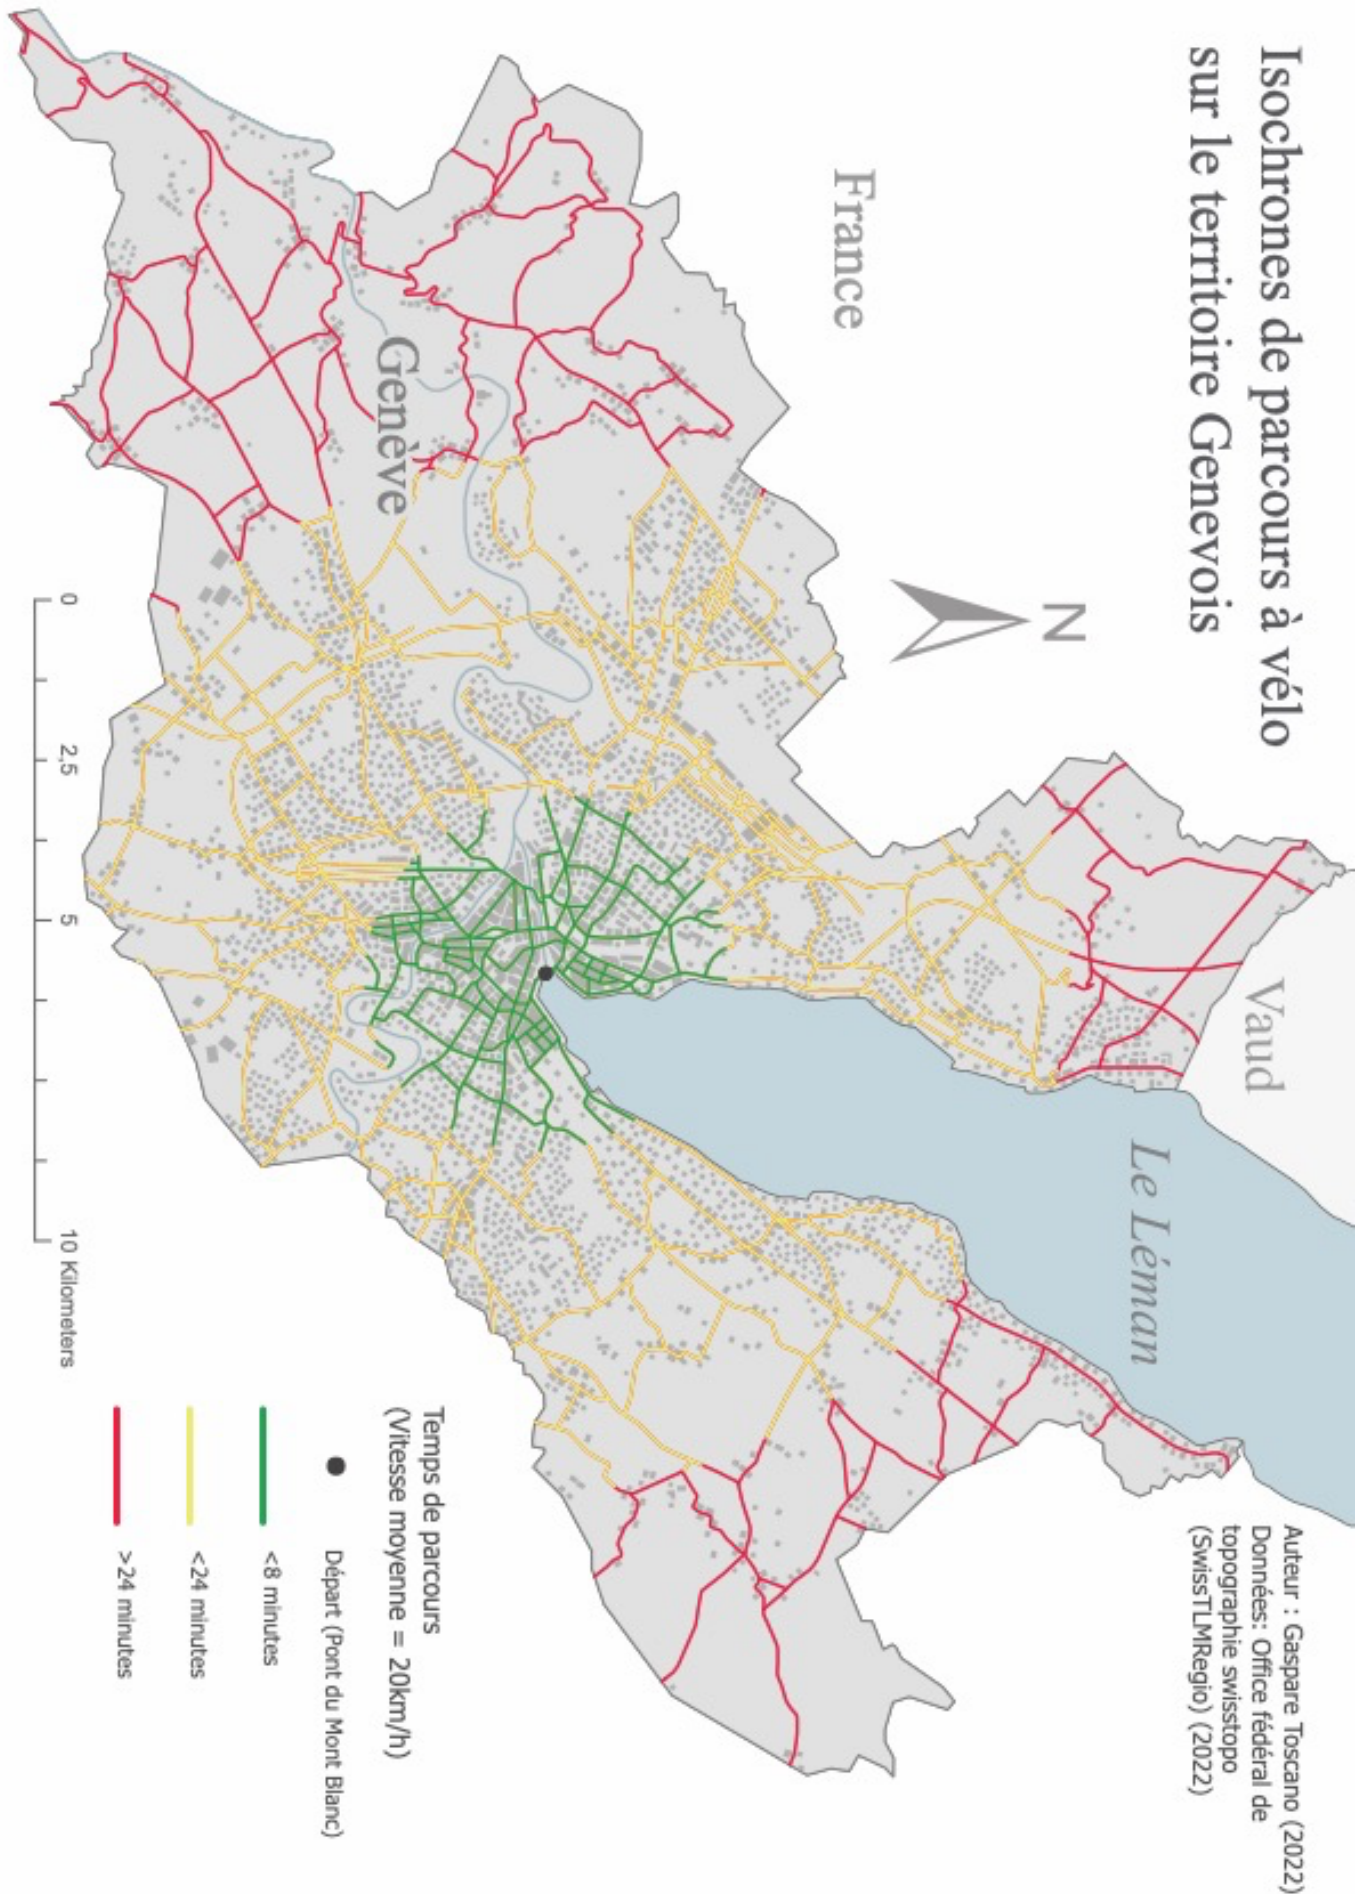 Isochrones de parcours à vélo
sur le territoire Genevois
France
N
Vaud
Le Léman
Genève
Auteur : Gaspare Toscano (2022)
Données: Office fédéral de
topographie swisstopo
(SwissTLMRegio) (2022)
Temps de parcours
(Vitesse moyenne = 20km/h)
Départ (Pont du Mont Blanc)
<8 minutes
<24 minutes
>24 minutes
0 2,5 5 10 Kilometers